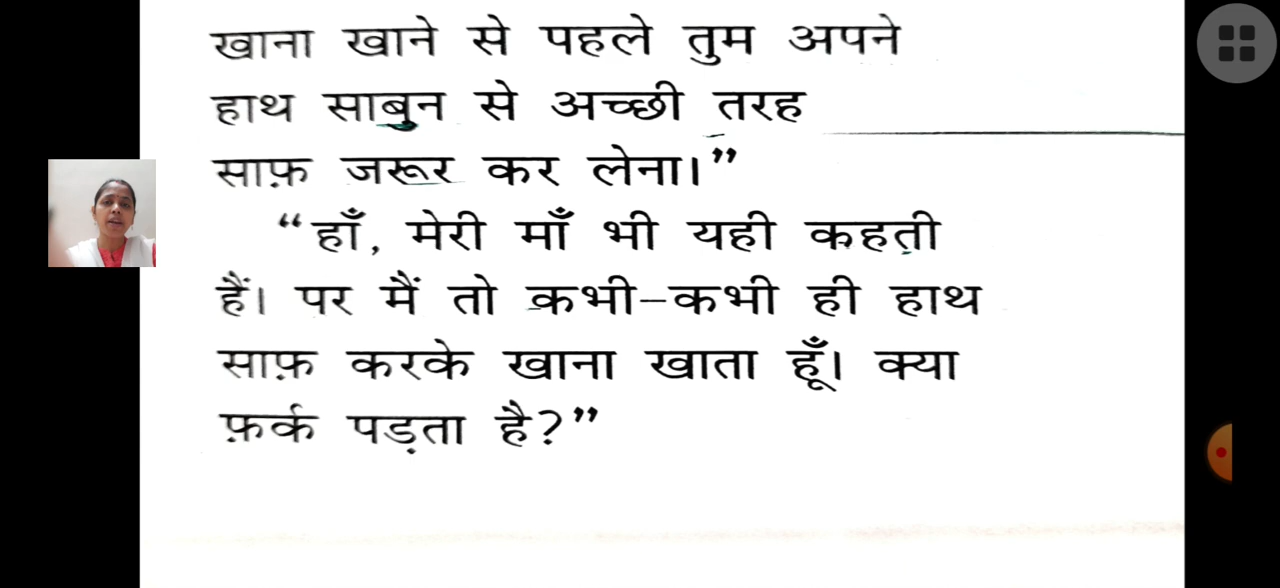 खाना खाने से पहले तुम अपने
हाथ साबुन से अच्छी तरह
साफ़ जरूर कर लेना।”
“हाँ, मेरी माँ भी यही कहती
हैं। पर मैं तो कभी–कभी ही हाथ
साफ़ करके खाना खाता हूँ। क्या
फ़र्क पड़ता है?”